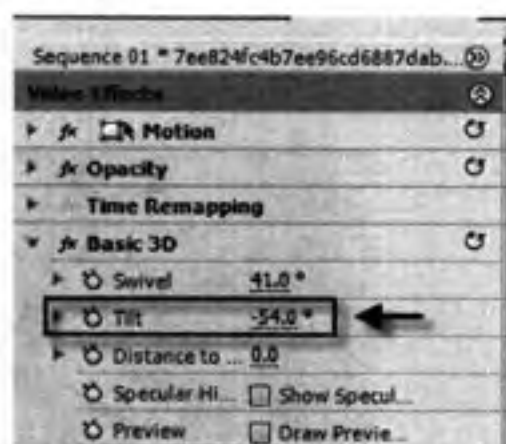 Sequence 01 * 7ee824fc4b7ee96cd6887dab...
Video Effects
fx Motion
fx Opacity
Time Remapping
fx Basic 3D
Swivel 41.0 °
Tilt -54.0 °
Distance to ... 0.0
Specular Hi... Show Specul...
Preview Draw Previe...